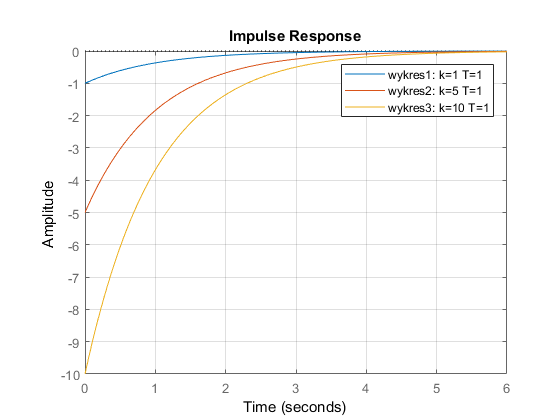 Impulse Response
wykres1: k=1 T=1
wykres2: k=5 T=1
wykres3: k=10 T=1
Amplitude
0
-1
-2
-3
-4
-5
-6
-7
-8
-9
-10
0 1 2 3 4 5 6
Time (seconds)